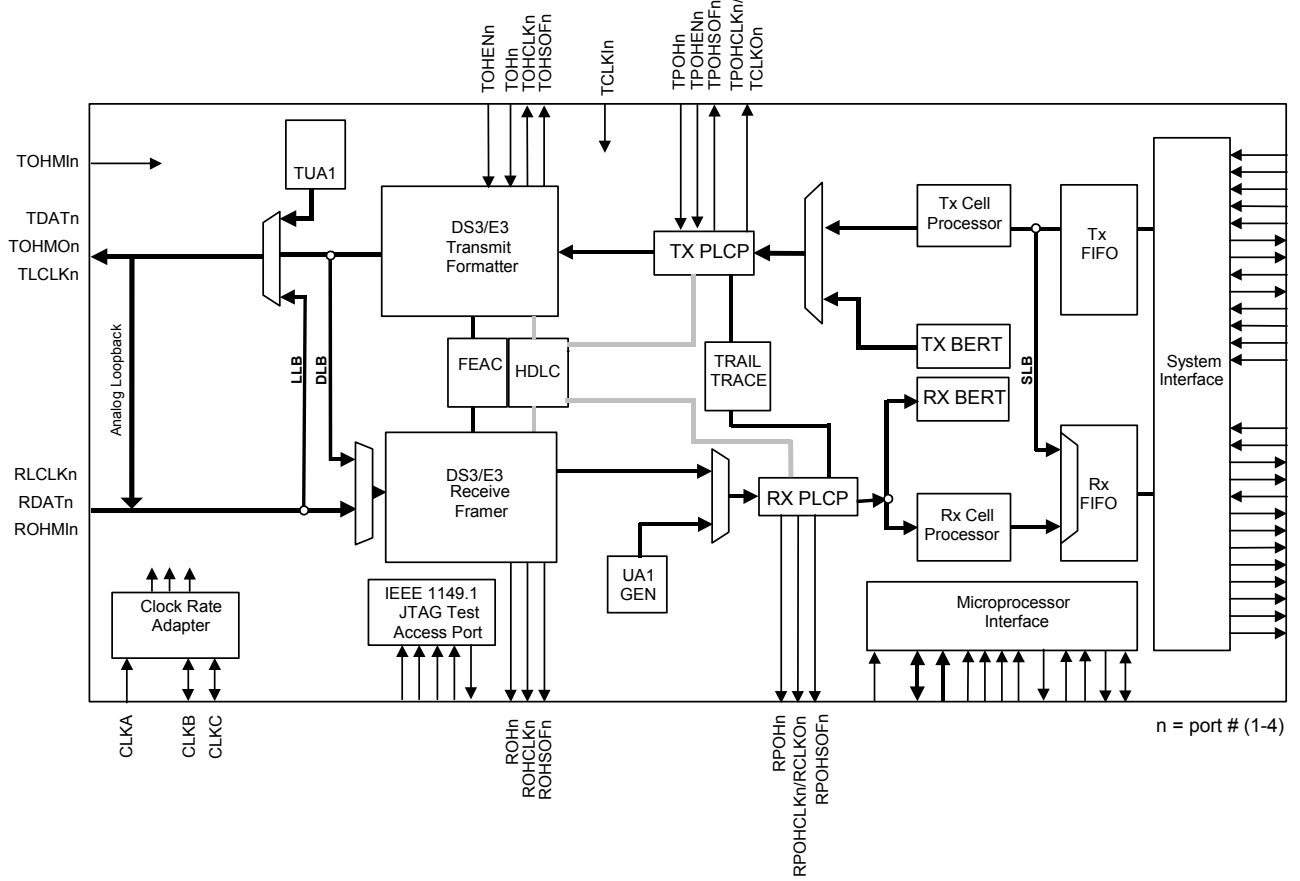 TOHENn
TOHn
TOHCLKn
TOHSOFn
TCLKIn
TPOHn
TPOHENn
TPOHSOFn
TPOHCLKn/
TCLKOn
TOHMIn
TDATn
TOHMOn
TLCLKn
TUA1
DS3/E3
Transmit
Formatter
TX PLCP
Tx Cell
Processor
Tx
FIFO
System
Interface
Analog Loopback
LLB
DLB
FEAC
HDLC
TRAIL
TRACE
TX BERT
RX BERT
SLB
RLCLKn
RDATn
ROHMIn
DS3/E3
Receive
Framer
RX PLCP
Rx Cell
Processor
Rx
FIFO
UA1
GEN
Clock Rate
Adapter
IEEE 1149.1
JTAG Test
Access Port
Microprocessor
Interface
CLKA
CLKB
CLKC
ROHn
ROHCLKn
ROHSOFn
RPOHn
RPOHCLKn/RCLKOn
RPOHSOFn
n = port # (1-4)